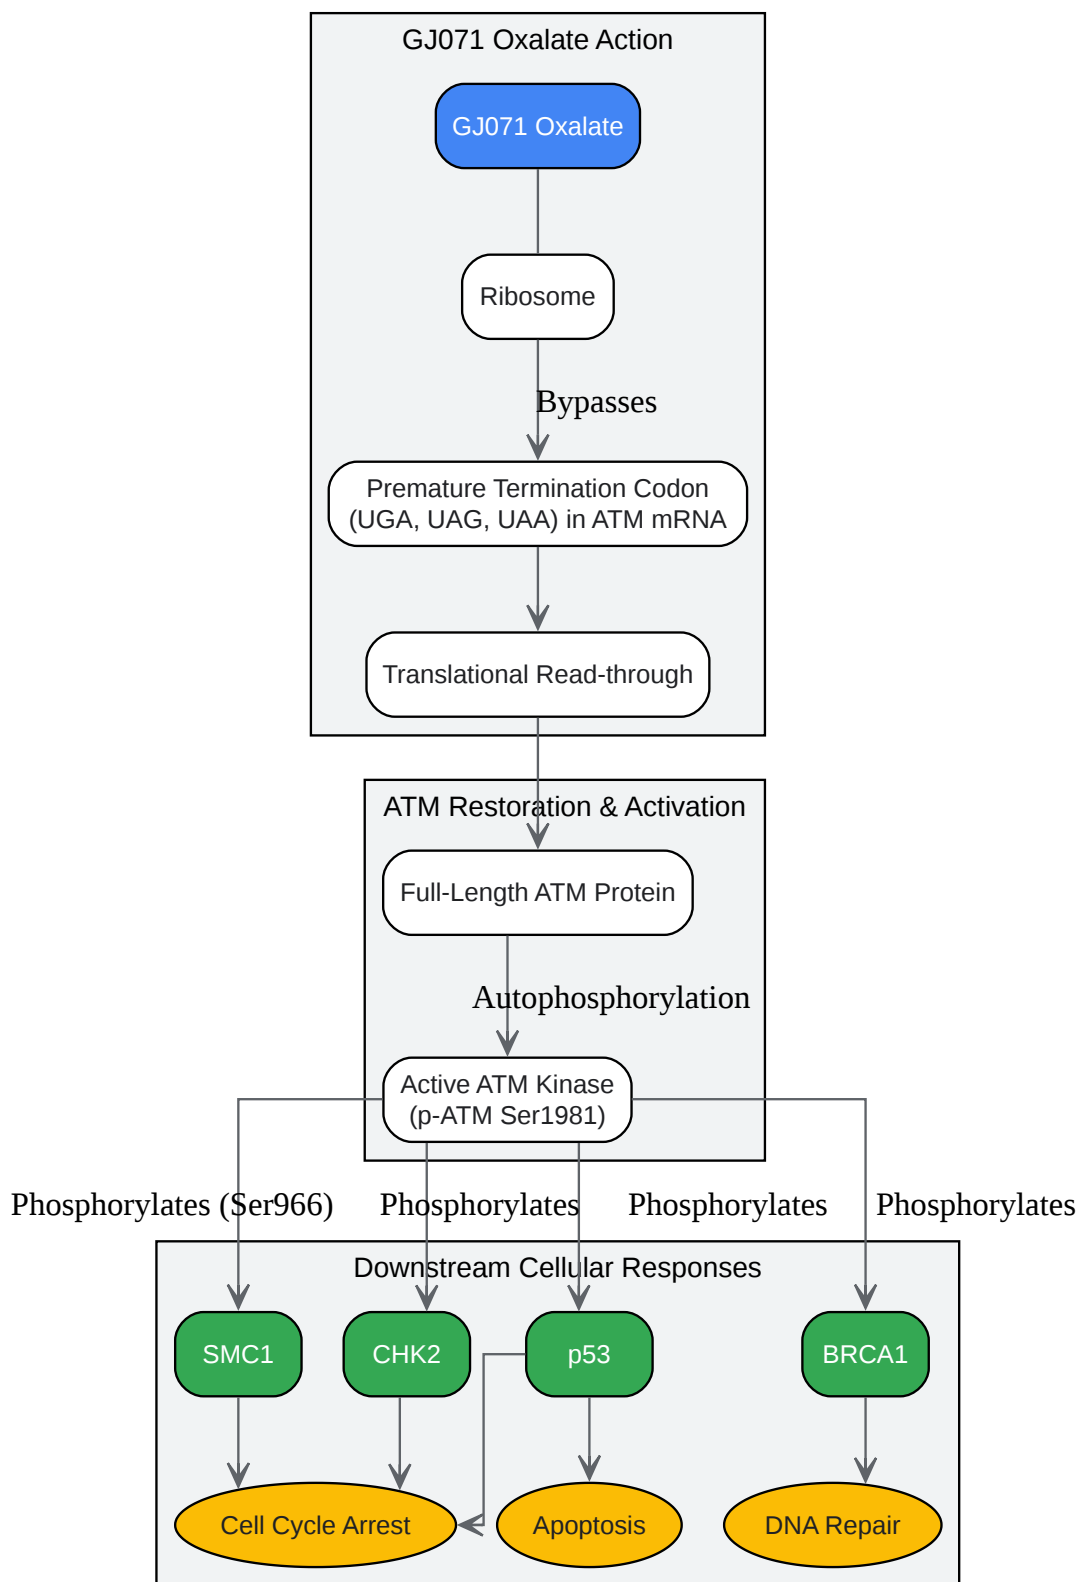 GJ071 Oxalate Action
GJ071 Oxalate
Ribosome
Bypasses
Premature Termination Codon
(UGA, UAG, UAA) in ATM mRNA
Translational Read-through
ATM Restoration & Activation
Full-Length ATM Protein
Autophosphorylation
Active ATM Kinase
(p-ATM Ser1981)
Phosphorylates (Ser966)
Phosphorylates
Phosphorylates
Phosphorylates
Downstream Cellular Responses
SMC1
CHK2
p53
BRCA1
Cell Cycle Arrest
Apoptosis
DNA Repair